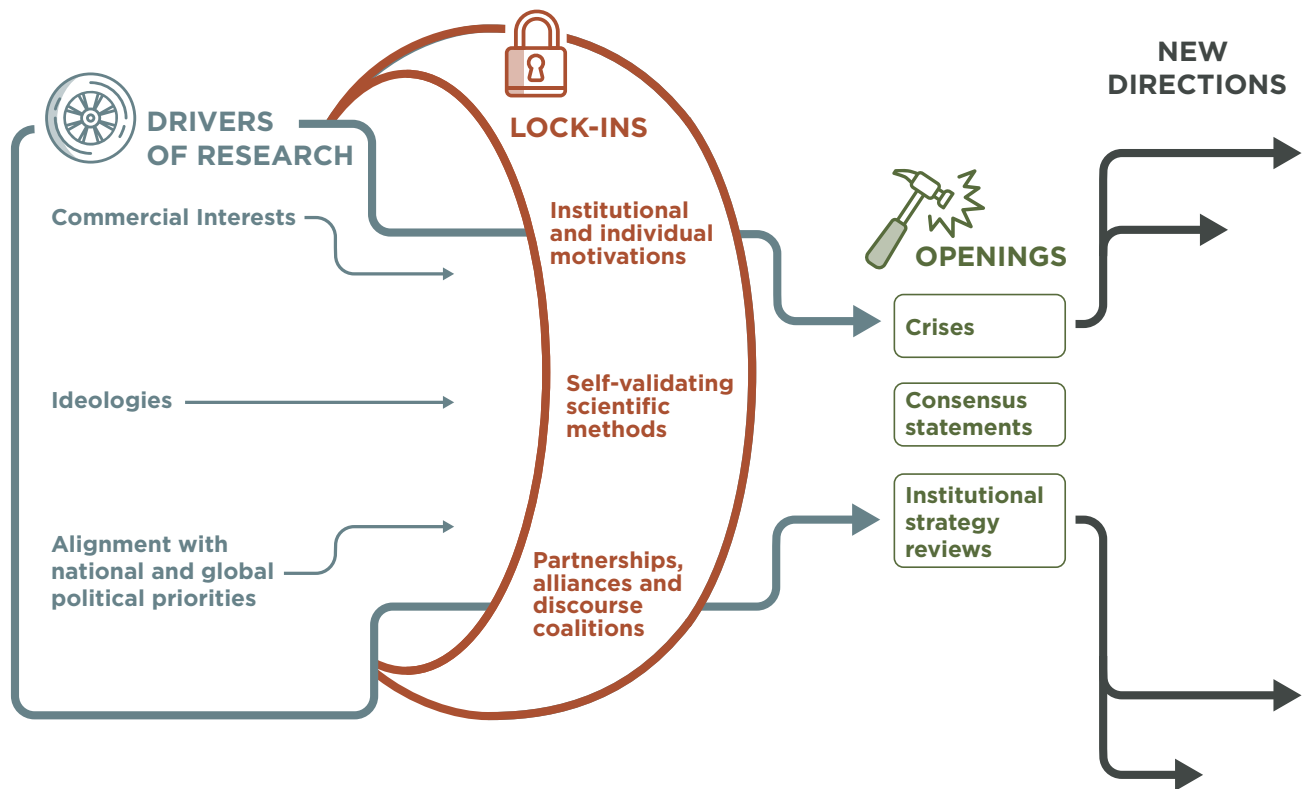 DRIVERS
OF RESEARCH
Commercial Interests
Ideologies
Alignment with
national and global
political priorities
LOCK-INS
Institutional
and individual
motivations
Self-validating
scientific
methods
Partnerships,
alliances and
discourse
coalitions
OPENINGS
Crises
Consensus
statements
Institutional
strategy
reviews
NEW
DIRECTIONS